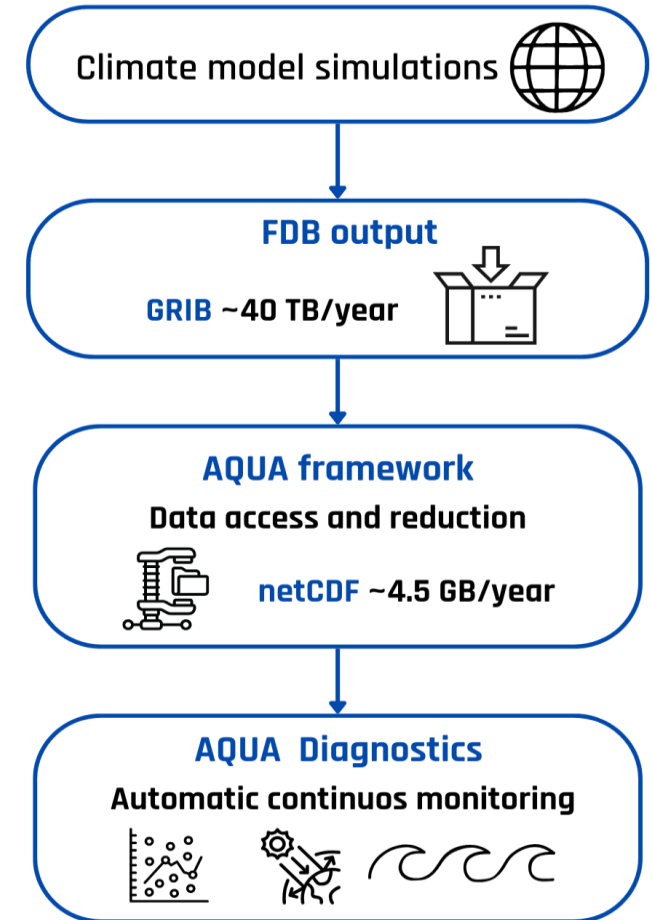 Climate model simulations
FDB output
GRIB ~40 TB/year
AQUA framework
Data access and reduction
netCDF ~4.5 GB/year
AQUA Diagnostics
Automatic continuos monitoring